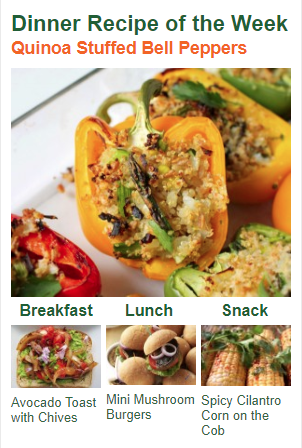 Dinner Recipe of the Week
Quinoa Stuffed Bell Peppers
Breakfast
Avocado Toast
with Chives
Lunch
Mini Mushroom
Burgers
Snack
Spicy Cilantro
Corn on the
Cob